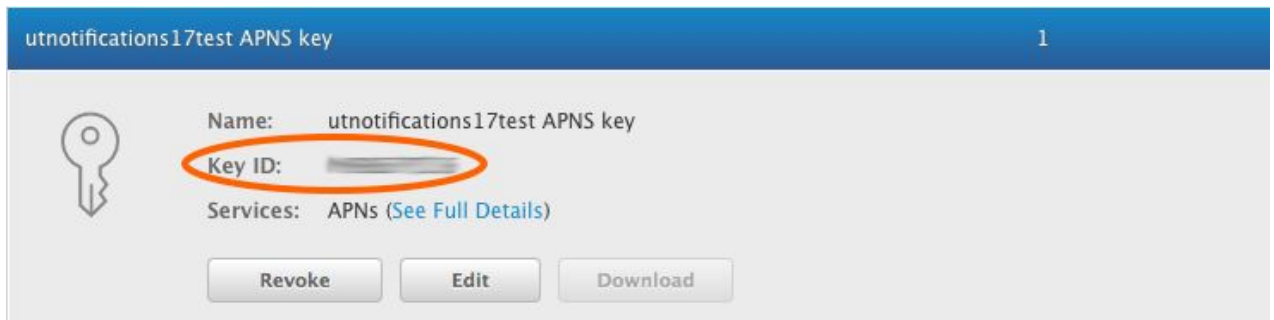 utnotifications17test APNS key 1
Name: utnotifications17test APNS key
Key ID:
Services: APNs (See Full Details)
Revoke Edit Download